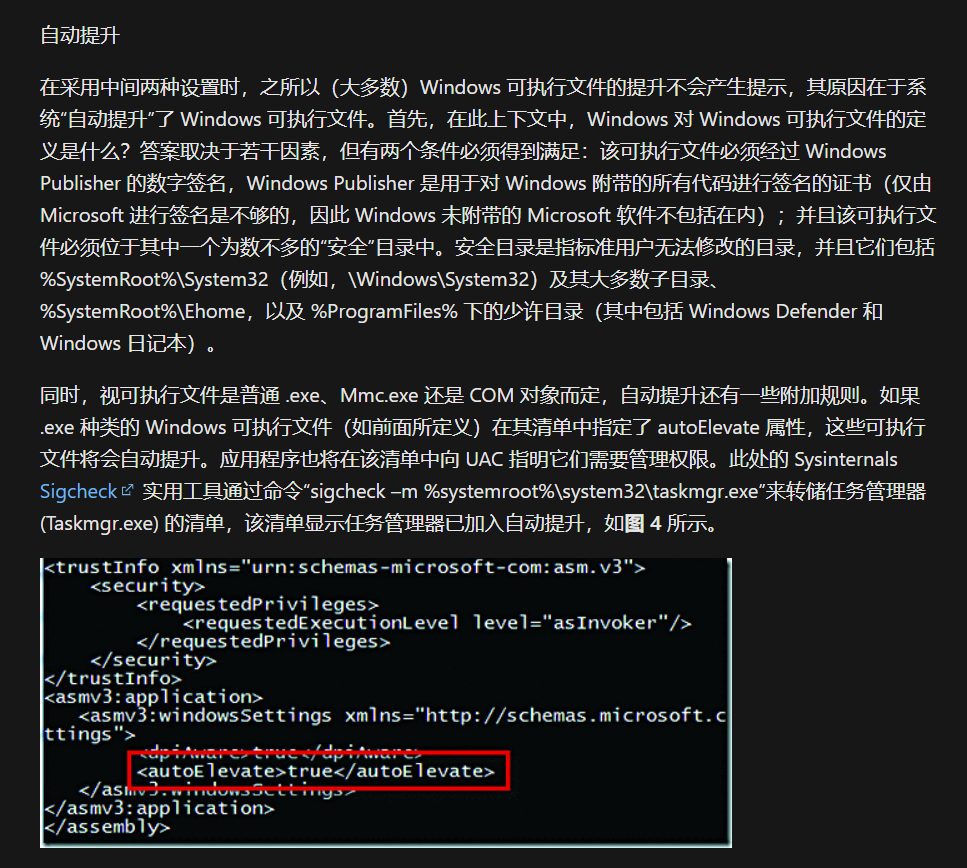 自动提升
在采用中间两种设置时，之所以（大多数）Windows 可执行文件的提升不会产生提示，其原因在于系
统“自动提升”了 Windows 可执行文件。首先，在此上下文中，Windows 对 Windows 可执行文件的定
义是什么？答案取决于若干因素，但有两个条件必须得到满足：该可执行文件必须经过 Windows
Publisher 的数字签名，Windows Publisher 是用于对 Windows 附带的所有代码进行签名的证书（仅由
Microsoft 进行签名是不够的，因此 Windows 未附带的 Microsoft 软件不包括在内）；并且该可执行文
件必须位于其中一个为数不多的“安全”目录中。安全目录是指标准用户无法修改的目录，并且它们包括
%SystemRoot%\System32（例如，\Windows\System32）及其大多数子目录、
%SystemRoot%\Ehome，以及 %ProgramFiles% 下的少许目录（其中包括 Windows Defender 和
Windows 日记本）。
同时，视可执行文件是普通 .exe、Mmc.exe 还是 COM 对象而定，自动提升还有一些附加规则。如果
.exe 种类的 Windows 可执行文件（如前面所定义）在其清单中指定了 autoElevate 属性，这些可执行
文件将会自动提升。应用程序也将在该清单中向 UAC 指明它们需要管理权限。此处的 Sysinternals
Sigcheck 实用工具通过命令“sigcheck –m %systemroot%\system32\taskmgr.exe”来转储任务管理器
(Taskmgr.exe) 的清单，该清单显示任务管理器已加入自动提升，如图 4 所示。
<trustInfo xmlns="urn:schemas-microsoft-com:asm.v3">
<security>
<requestedPrivileges>
<requestedExecutionLevel level="asInvoker"/>
</requestedPrivileges>
</security>
</trustInfo>
<asmv3:application>
<asmv3:windowsSettings xmlns="http://schemas.microsoft.c
ttings">
<dpiAware>true</dpiAware>
<autoElevate>true</autoElevate>
</asmv3:windowsSettings>
</asmv3:application>
</assembly>